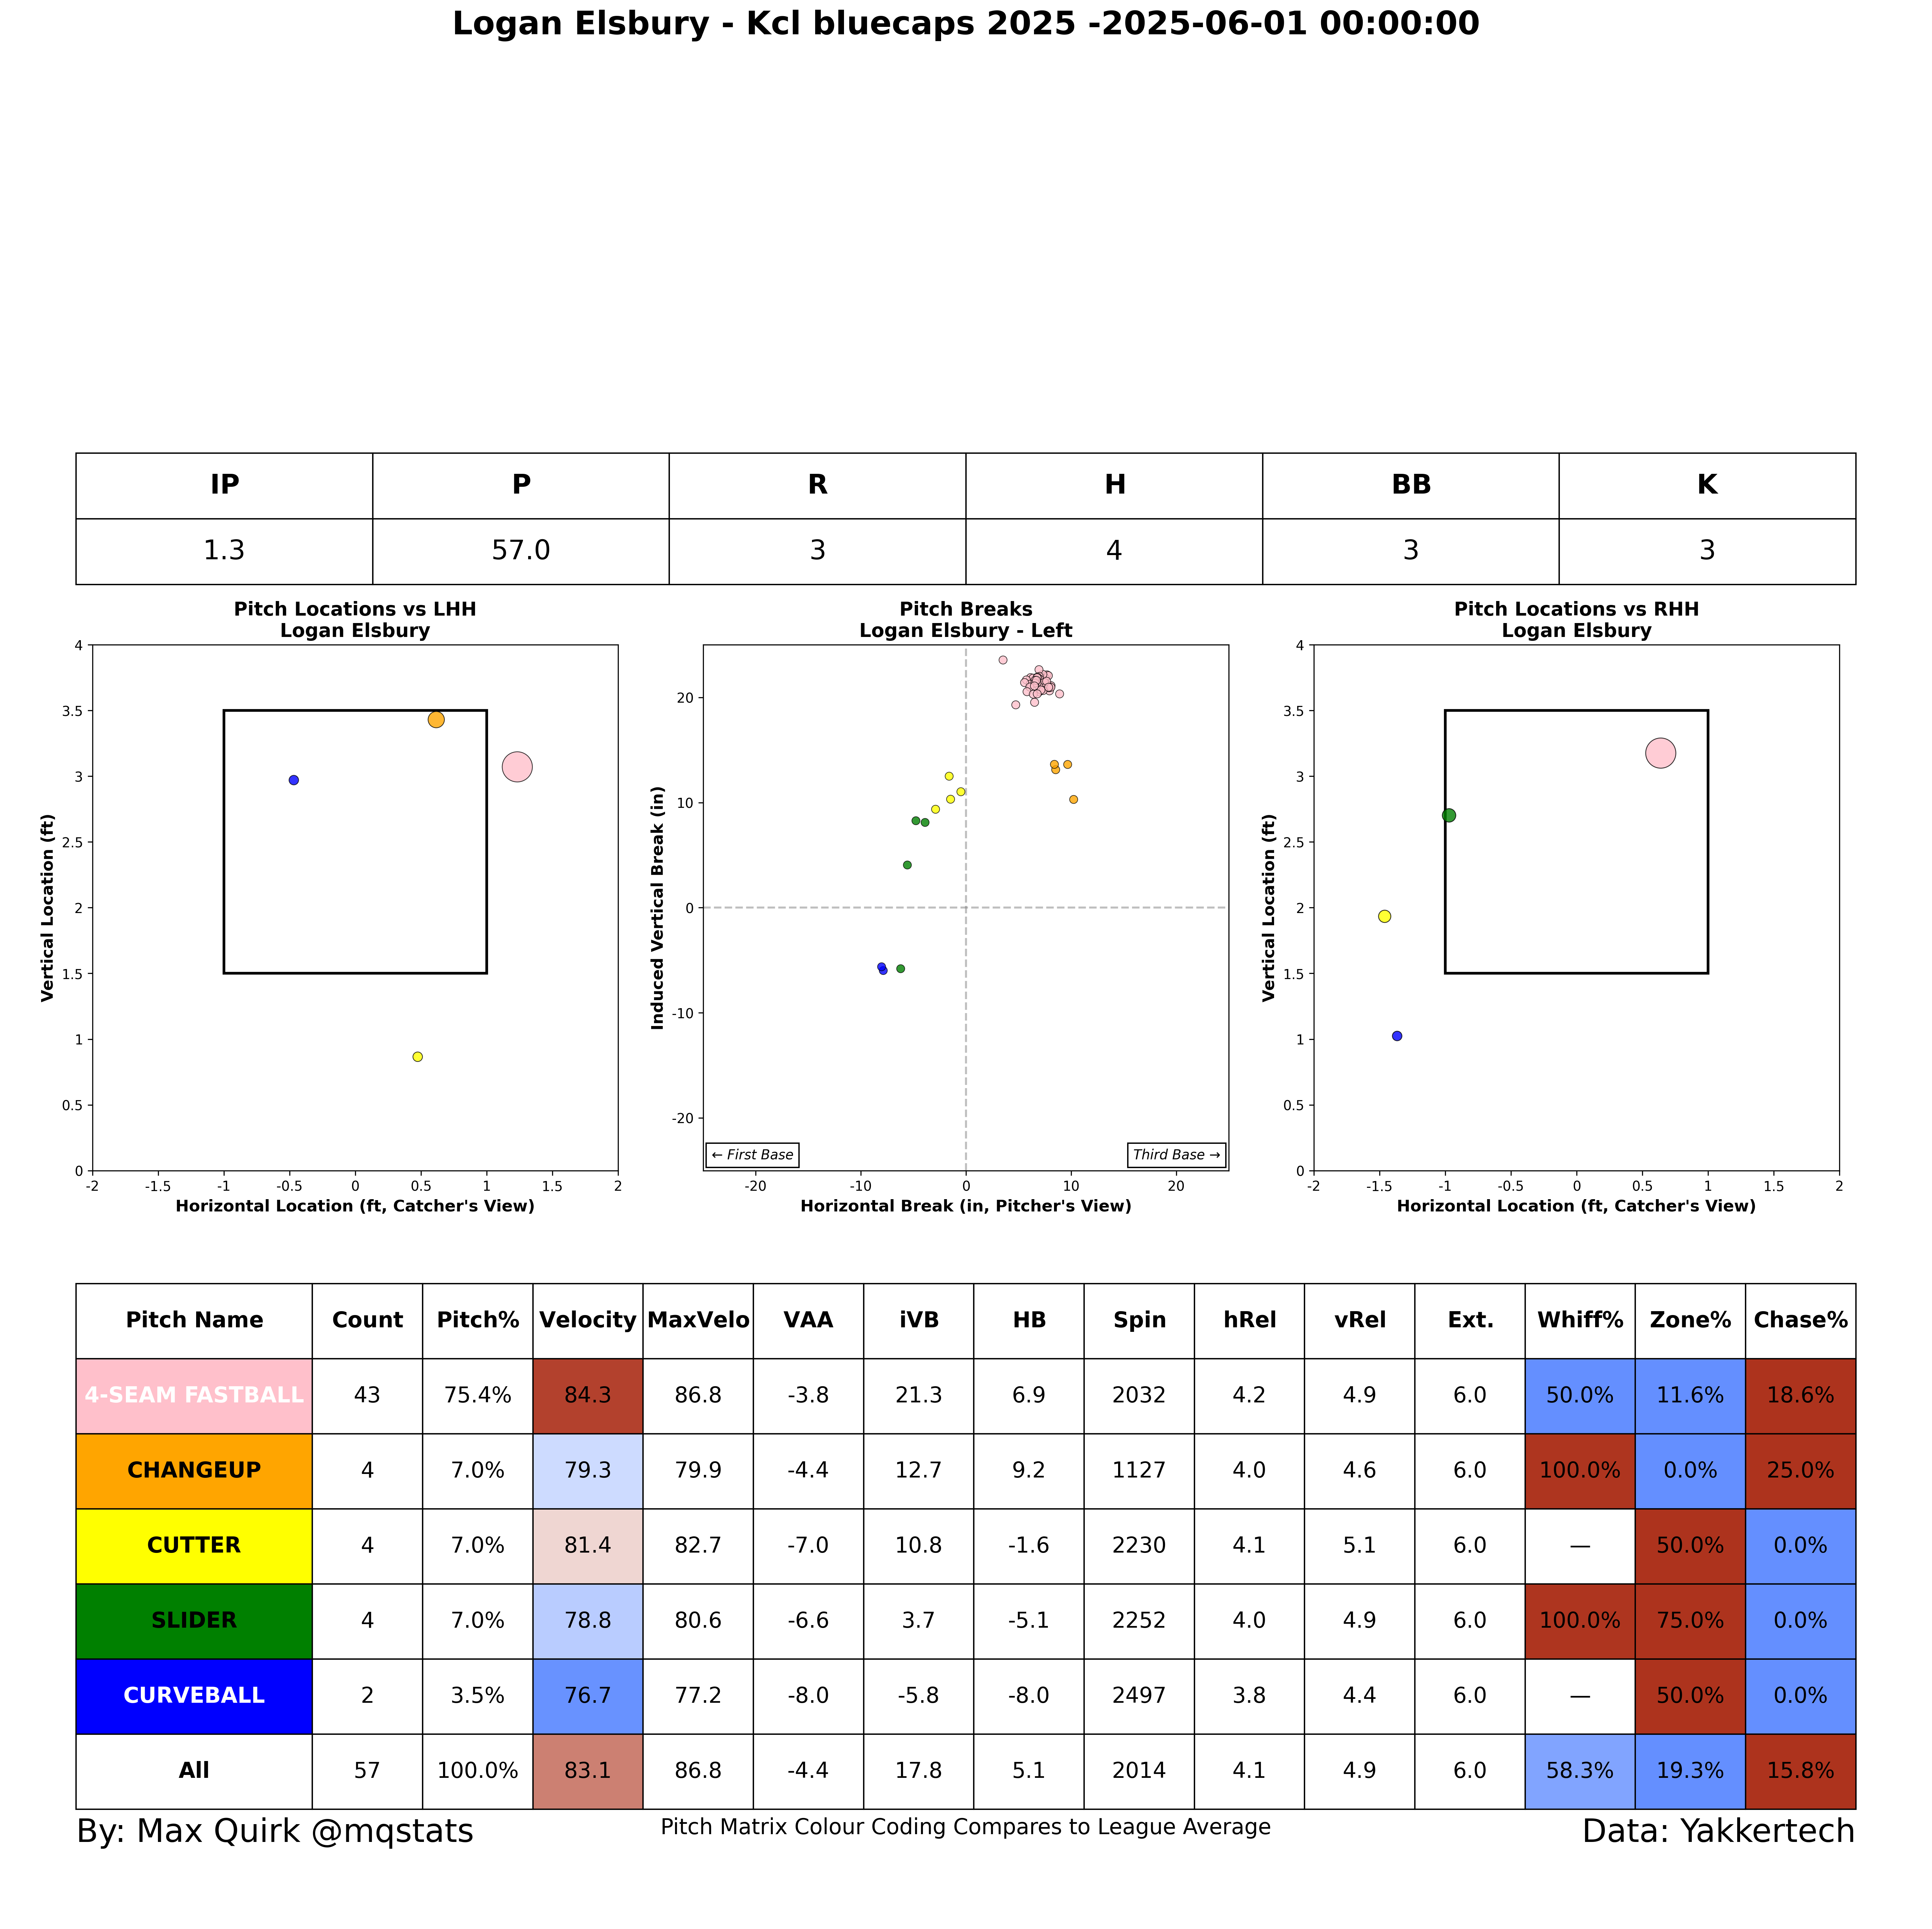 Logan Elsbury - Kcl bluecaps 2025 -2025-06-01 00:00:00
IP P R H BB K
1.3 57.0 3 4 3 3
Pitch Locations vs LHH
Logan Elsbury
4
3.5
3
2.5
2
1.5
1
0.5
0
-2 -1.5 -1 -0.5 0 0.5 1 1.5 2
Vertical Location (ft)
Horizontal Location (ft, Catcher's View)
Pitch Breaks
Logan Elsbury - Left
20
10
0
-10
-20
← First Base
Third Base →
-20 -10 0 10 20
Induced Vertical Break (in)
Horizontal Break (in, Pitcher's View)
Pitch Locations vs RHH
Logan Elsbury
4
3.5
3
2.5
2
1.5
1
0.5
0
-2 -1.5 -1 -0.5 0 0.5 1 1.5 2
Vertical Location (ft)
Horizontal Location (ft, Catcher's View)
Pitch Name Count Pitch% Velocity MaxVelo VAA iVB HB Spin hRel vRel Ext. Whiff% Zone% Chase%
4-SEAM FASTBALL 43 75.4% 84.3 86.8 -3.8 21.3 6.9 2032 4.2 4.9 6.0 50.0% 11.6% 18.6%
CHANGEUP 4 7.0% 79.3 79.9 -4.4 12.7 9.2 1127 4.0 4.6 6.0 100.0% 0.0% 25.0%
CUTTER 4 7.0% 81.4 82.7 -7.0 10.8 -1.6 2230 4.1 5.1 6.0 — 50.0% 0.0%
SLIDER 4 7.0% 78.8 80.6 -6.6 3.7 -5.1 2252 4.0 4.9 6.0 100.0% 75.0% 0.0%
CURVEBALL 2 3.5% 76.7 77.2 -8.0 -5.8 -8.0 2497 3.8 4.4 6.0 — 50.0% 0.0%
All 57 100.0% 83.1 86.8 -4.4 17.8 5.1 2014 4.1 4.9 6.0 58.3% 19.3% 15.8%
By: Max Quirk @mqstats
Pitch Matrix Colour Coding Compares to League Average
Data: Yakkertech